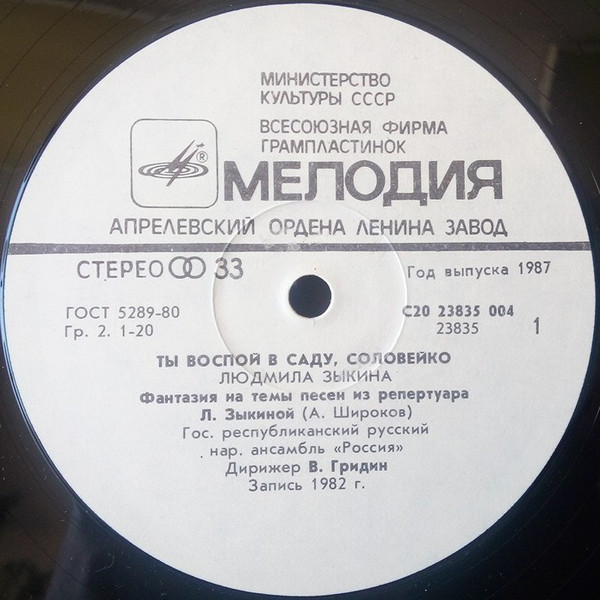 МИНИСТЕРСТВО
КУЛЬТУРЫ СССР
ВСЕСОЮЗНАЯ ФИРМА
ГРАМПЛАСТИНОК
®
МЕЛОДИЯ
АПРЕЛЕВСКИЙ ОРДЕНА ЛЕНИНА ЗАВОД
СТЕРЕО 33 Год выпуска 1987
ГОСТ 5289-80 С20 23835 004
Гр. 2. 1-20 23835 1
ТЫ ВОСПОЙ В САДУ, СОЛОВЕЙКО
ЛЮДМИЛА ЗЫКИНА
Фантазия на темы песен из репертуара
Л. Зыкиной (А. Широков)
Гос. республиканский русский
нар. ансамбль «Россия»
Дирижер В. Гридин
Запись 1982 г.